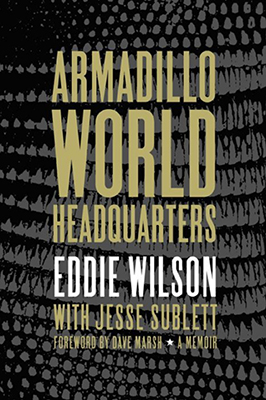 ARMADILLO
WORLD
HEADQUARTERS
EDDIE WILSON
WITH JESSE SUBLETT
FOREWORD BY DAVE MARSH ★ A MEMOIR